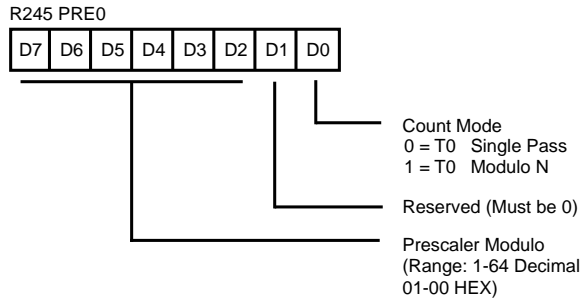 R245 PRE0
D7 D6 D5 D4 D3 D2 D1 D0
Count Mode
0 = T0 Single Pass
1 = T0 Modulo N
Reserved (Must be 0)
Prescaler Modulo
(Range: 1-64 Decimal
01-00 HEX)